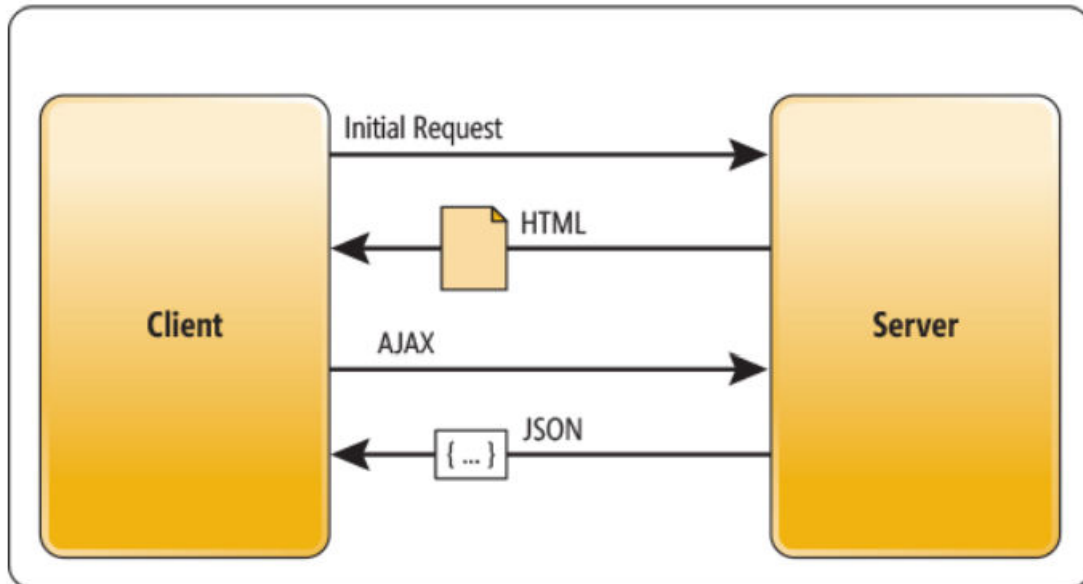 Initial Request
HTML
Client
Server
AJAX
JSON
{ ... }